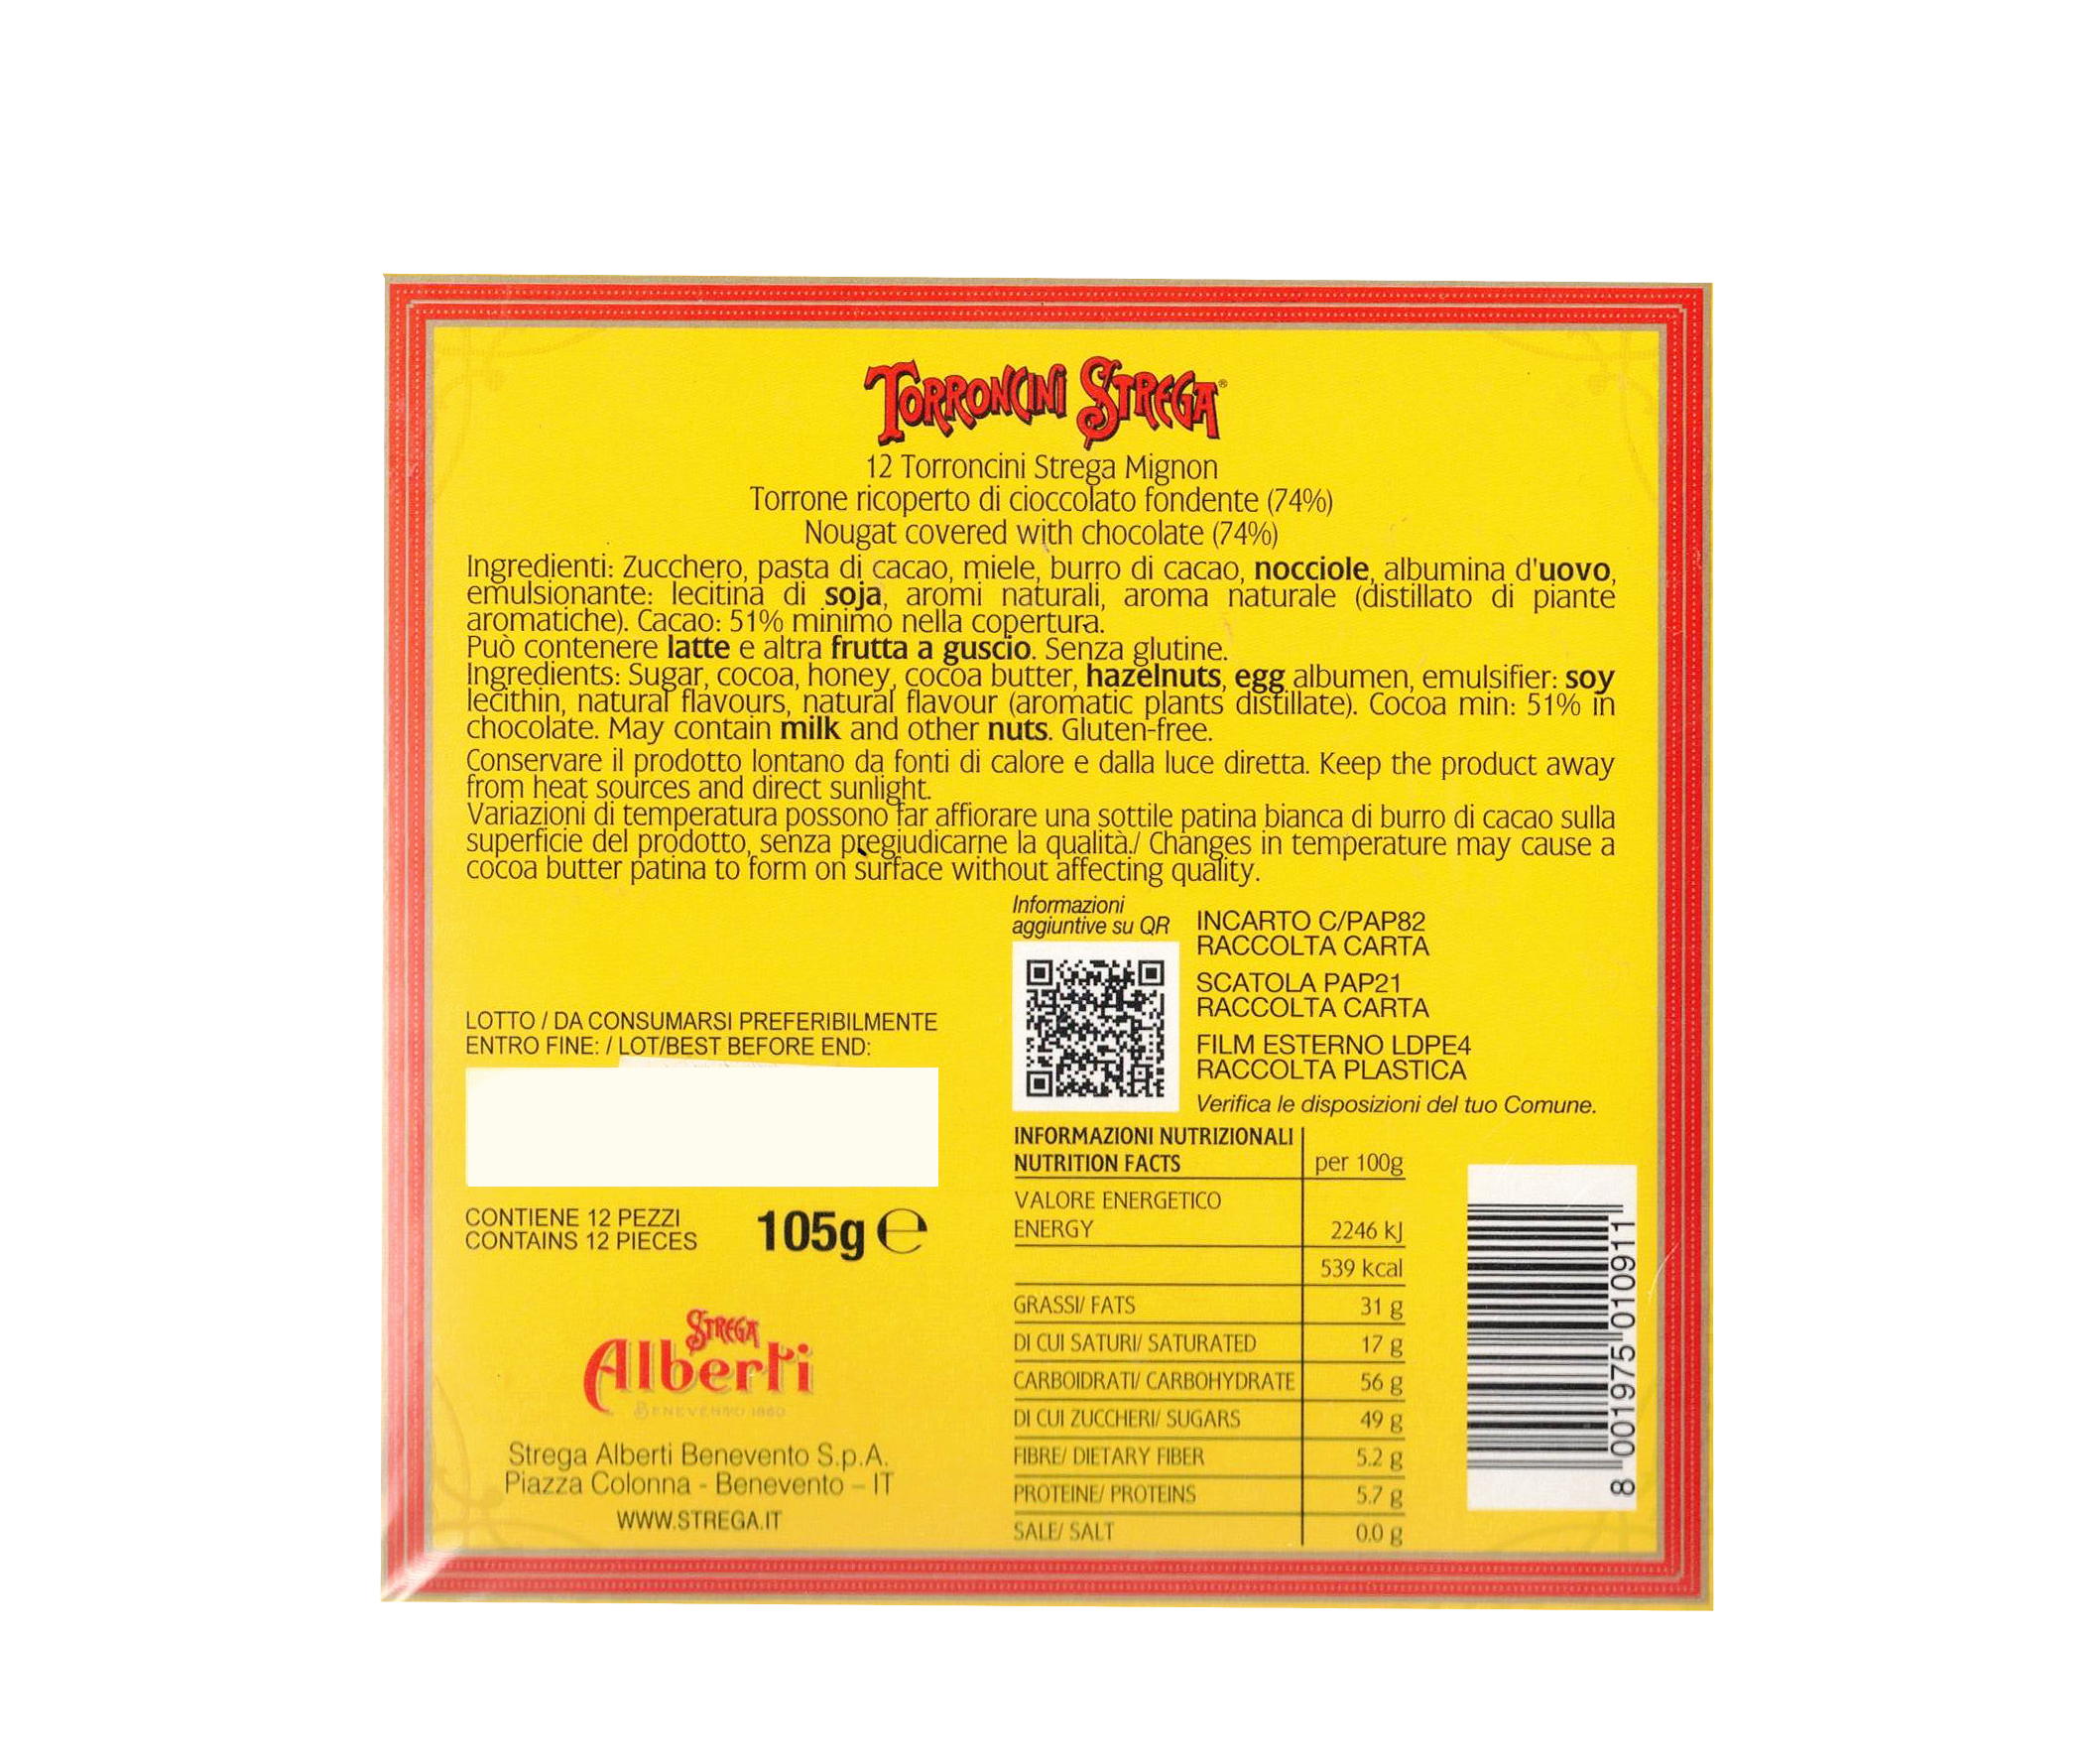 TORRONCINI STREGA®
12 Torroncini Strega Mignon
Torrone ricoperto di cioccolato fondente (74%)
Nougat covered with chocolate (74%)
Ingredienti: Zucchero, pasta di cacao, miele, burro di cacao, nocciole, albumina d'uovo,
emulsionante: lecitina di soja, aromi naturali, aroma naturale (distillato di piante
aromatiche). Cacao: 51% minimo nella copertura.
Può contenere latte e altra frutta a guscio. Senza glutine.
Ingredients: Sugar, cocoa, honey, cocoa butter, hazelnuts, egg albumen, emulsifier: soy
lecithin, natural flavours, natural flavour (aromatic plants distillate). Cocoa min: 51% in
chocolate. May contain milk and other nuts. Gluten-free.
Conservare il prodotto lontano da fonti di calore e dalla luce diretta. Keep the product away
from heat sources and direct sunlight.
Variazioni di temperatura possono far affiorare una sottile patina bianca di burro di cacao sulla
superficie del prodotto, senza pregiudicarne la qualità./ Changes in temperature may cause a
cocoa butter patina to form on surface without affecting quality.
Informazioni
aggiuntive su QR
INCARTO C/PAP82
RACCOLTA CARTA
SCATOLA PAP21
RACCOLTA CARTA
FILM ESTERNO LDPE4
RACCOLTA PLASTICA
Verifica le disposizioni del tuo Comune.
LOTTO / DA CONSUMARSI PREFERIBILMENTE
ENTRO FINE: / LOT/BEST BEFORE END:
CONTIENE 12 PEZZI
CONTAINS 12 PIECES
105g ℮
STREGA
Alberti
BENEVENTO 1860
Strega Alberti Benevento S.p.A.
Piazza Colonna - Benevento – IT
WWW.STREGA.IT
INFORMAZIONI NUTRIZIONALI
NUTRITION FACTS per 100g
VALORE ENERGETICO
ENERGY 2246 kJ
539 kcal
GRASSI/ FATS 31 g
DI CUI SATURI/ SATURATED 17 g
CARBOIDRATI/ CARBOHYDRATE 56 g
DI CUI ZUCCHERI/ SUGARS 49 g
FIBRE/ DIETARY FIBER 5.2 g
PROTEINE/ PROTEINS 5.7 g
SALE/ SALT 0.0 g
8 001975 010911